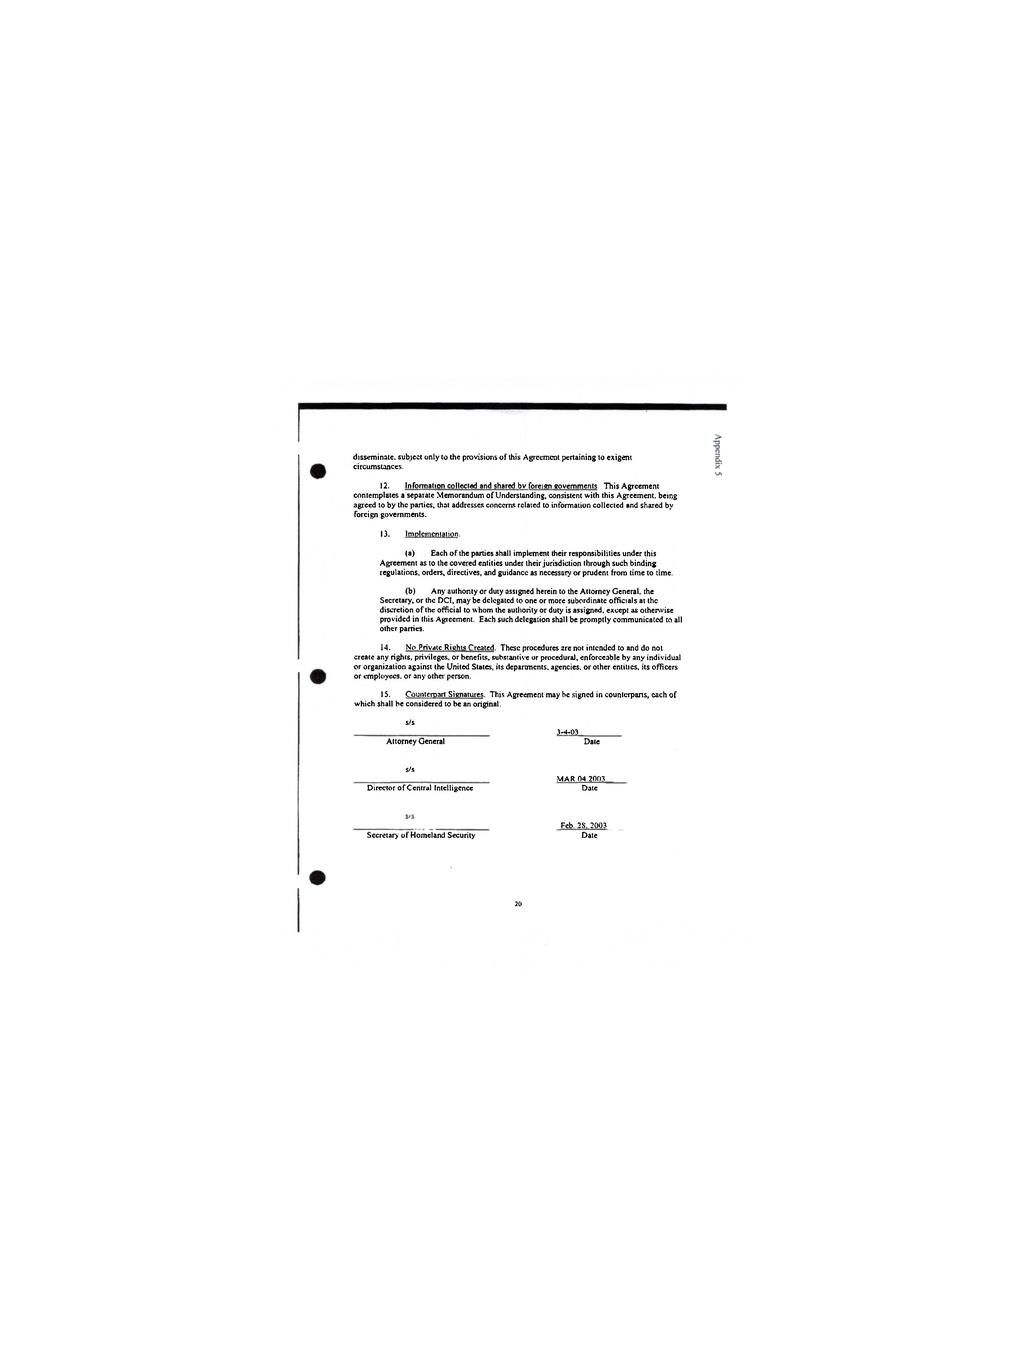 Appendix 5
disseminate, subject only to the provisions of this Agreement pertaining to exigent
circumstances.
12. Information collected and shared by foreign governments. This Agreement
contemplates a separate Memorandum of Understanding, consistent with this Agreement, being
agreed to by the parties, that addresses concerns related to information collected and shared by
foreign governments.
13. Implementation.
(a) Each of the parties shall implement their responsibilities under this
Agreement as to the covered entities under their jurisdiction through such binding
regulations, orders, directives, and guidance as necessary or prudent from time to time.
(b) Any authority or duty assigned herein to the Attorney General, the
Secretary, or the DCI, may be delegated to one or more subordinate officials at the
discretion of the official to whom the authority or duty is assigned, except as otherwise
provided in this Agreement. Each such delegation shall be promptly communicated to all
other parties.
14. No Private Rights Created. These procedures are not intended to and do not
create any rights, privileges, or benefits, substantive or procedural, enforceable by any individual
or organization against the United States, its departments, agencies, or other entities, its officers
or employees, or any other person.
15. Counterpart Signatures. This Agreement may be signed in counterparts, each of
which shall be considered to be an original.
s/s 3-4-03
Attorney General Date
s/s MAR 04 2003
Director of Central Intelligence Date
s/s Feb. 28, 2003
Secretary of Homeland Security Date
20